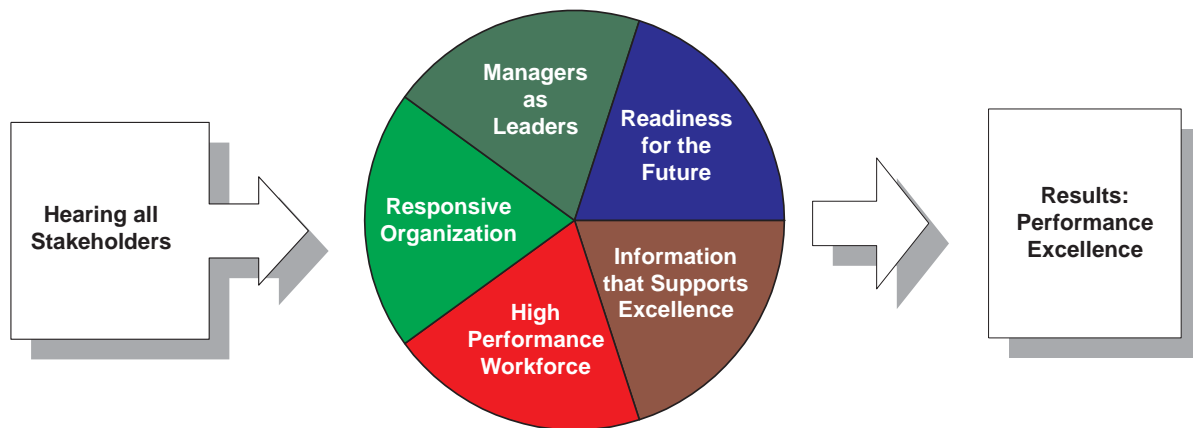 Hearing all
Stakeholders
Managers
as
Leaders
Readiness
for the
Future
Responsive
Organization
Information
that Supports
Excellence
High
Performance
Workforce
Results:
Performance
Excellence